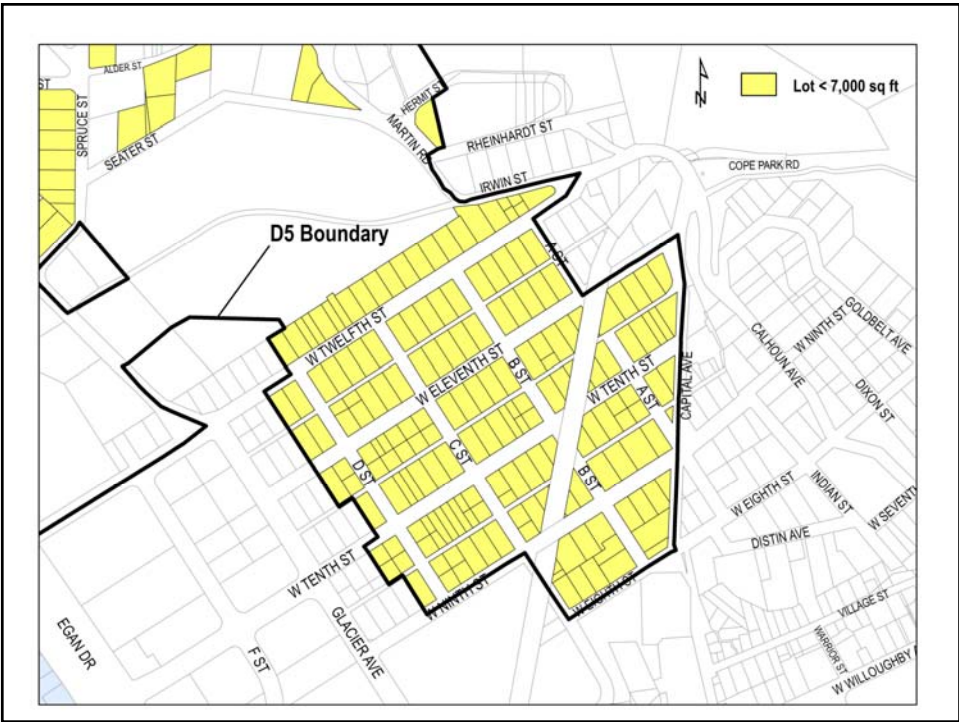 ALDER ST
ST
SPRUCE ST
SEATER ST
HERMIT ST
MARTIN RD
RHEINHARDT ST
N
Lot < 7,000 sq ft
COPE PARK RD
IRWIN ST
D5 Boundary
A ST
W TWELFTH ST
W ELEVENTH ST
B ST
W TENTH ST
A ST
CAPITAL AVE
CALHOUN AVE
W NINTH ST
GOLDBELT AVE
DIXON ST
D ST
C ST
B ST
W EIGHTH ST
INDIAN ST
W SEVENT
DISTIN AVE
W TENTH ST
W NINTH ST
W EIGHTH ST
VILLAGE ST
WARRIOR ST
W WILLOUGHBY
GLACIER AVE
F ST
EGAN DR